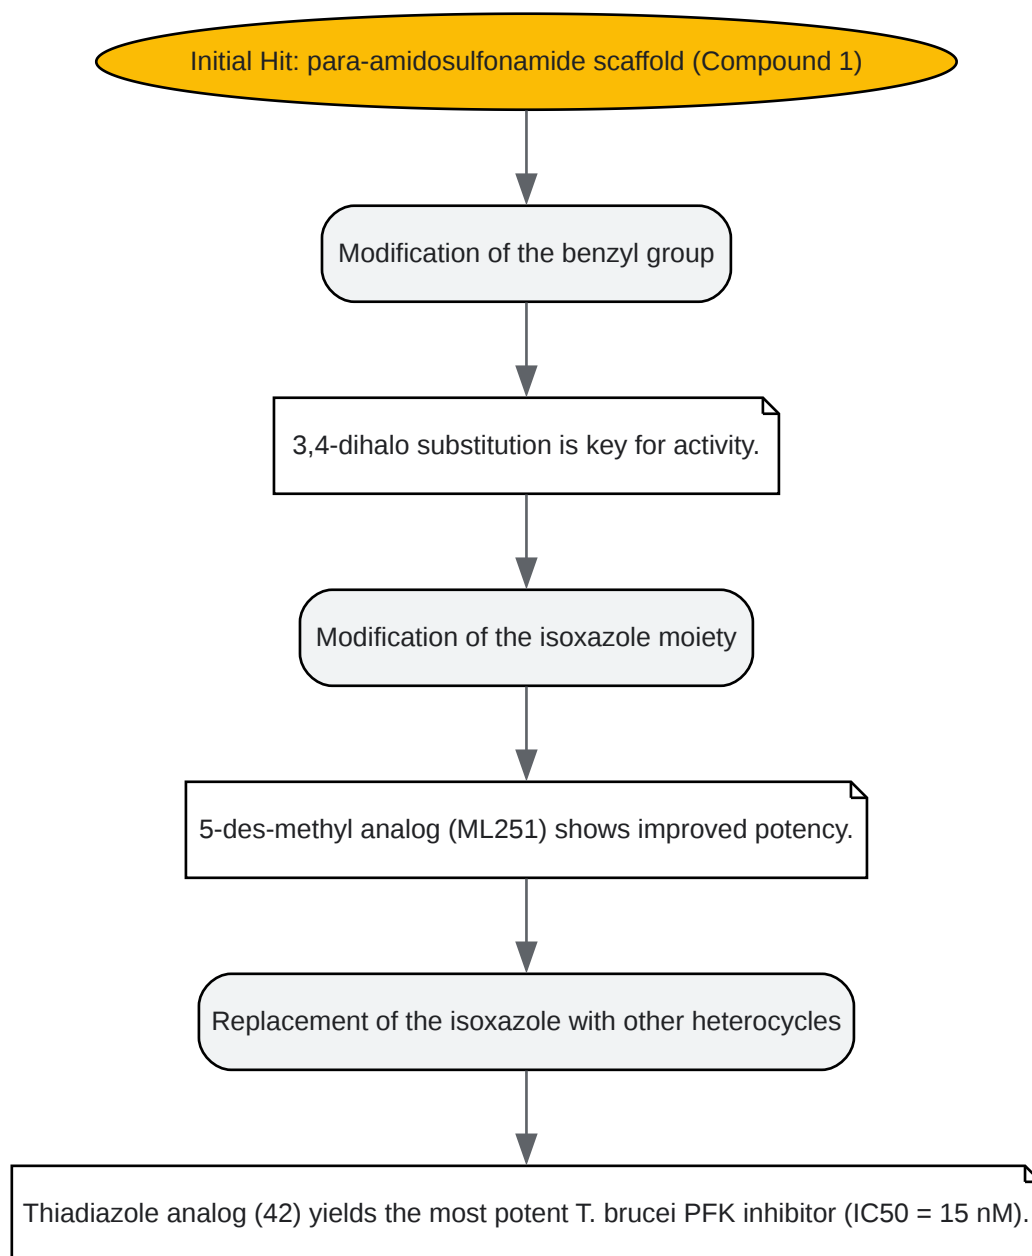 Initial Hit: para-amidosulfonamide scaffold (Compound 1)
Modification of the benzyl group
3,4-dihalo substitution is key for activity.
Modification of the isoxazole moiety
5-des-methyl analog (ML251) shows improved potency.
Replacement of the isoxazole with other heterocycles
Thiadiazole analog (42) yields the most potent T. brucei PFK inhibitor (IC50 = 15 nM).